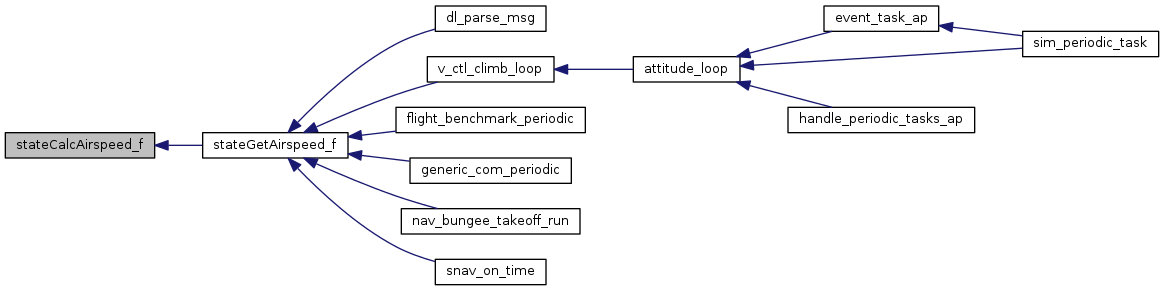 dl_parse_msg
event_task_ap
sim_periodic_task
v_ctl_climb_loop
attitude_loop
flight_benchmark_periodic
handle_periodic_tasks_ap
stateCalcAirspeed_f
stateGetAirspeed_f
generic_com_periodic
nav_bungee_takeoff_run
snav_on_time